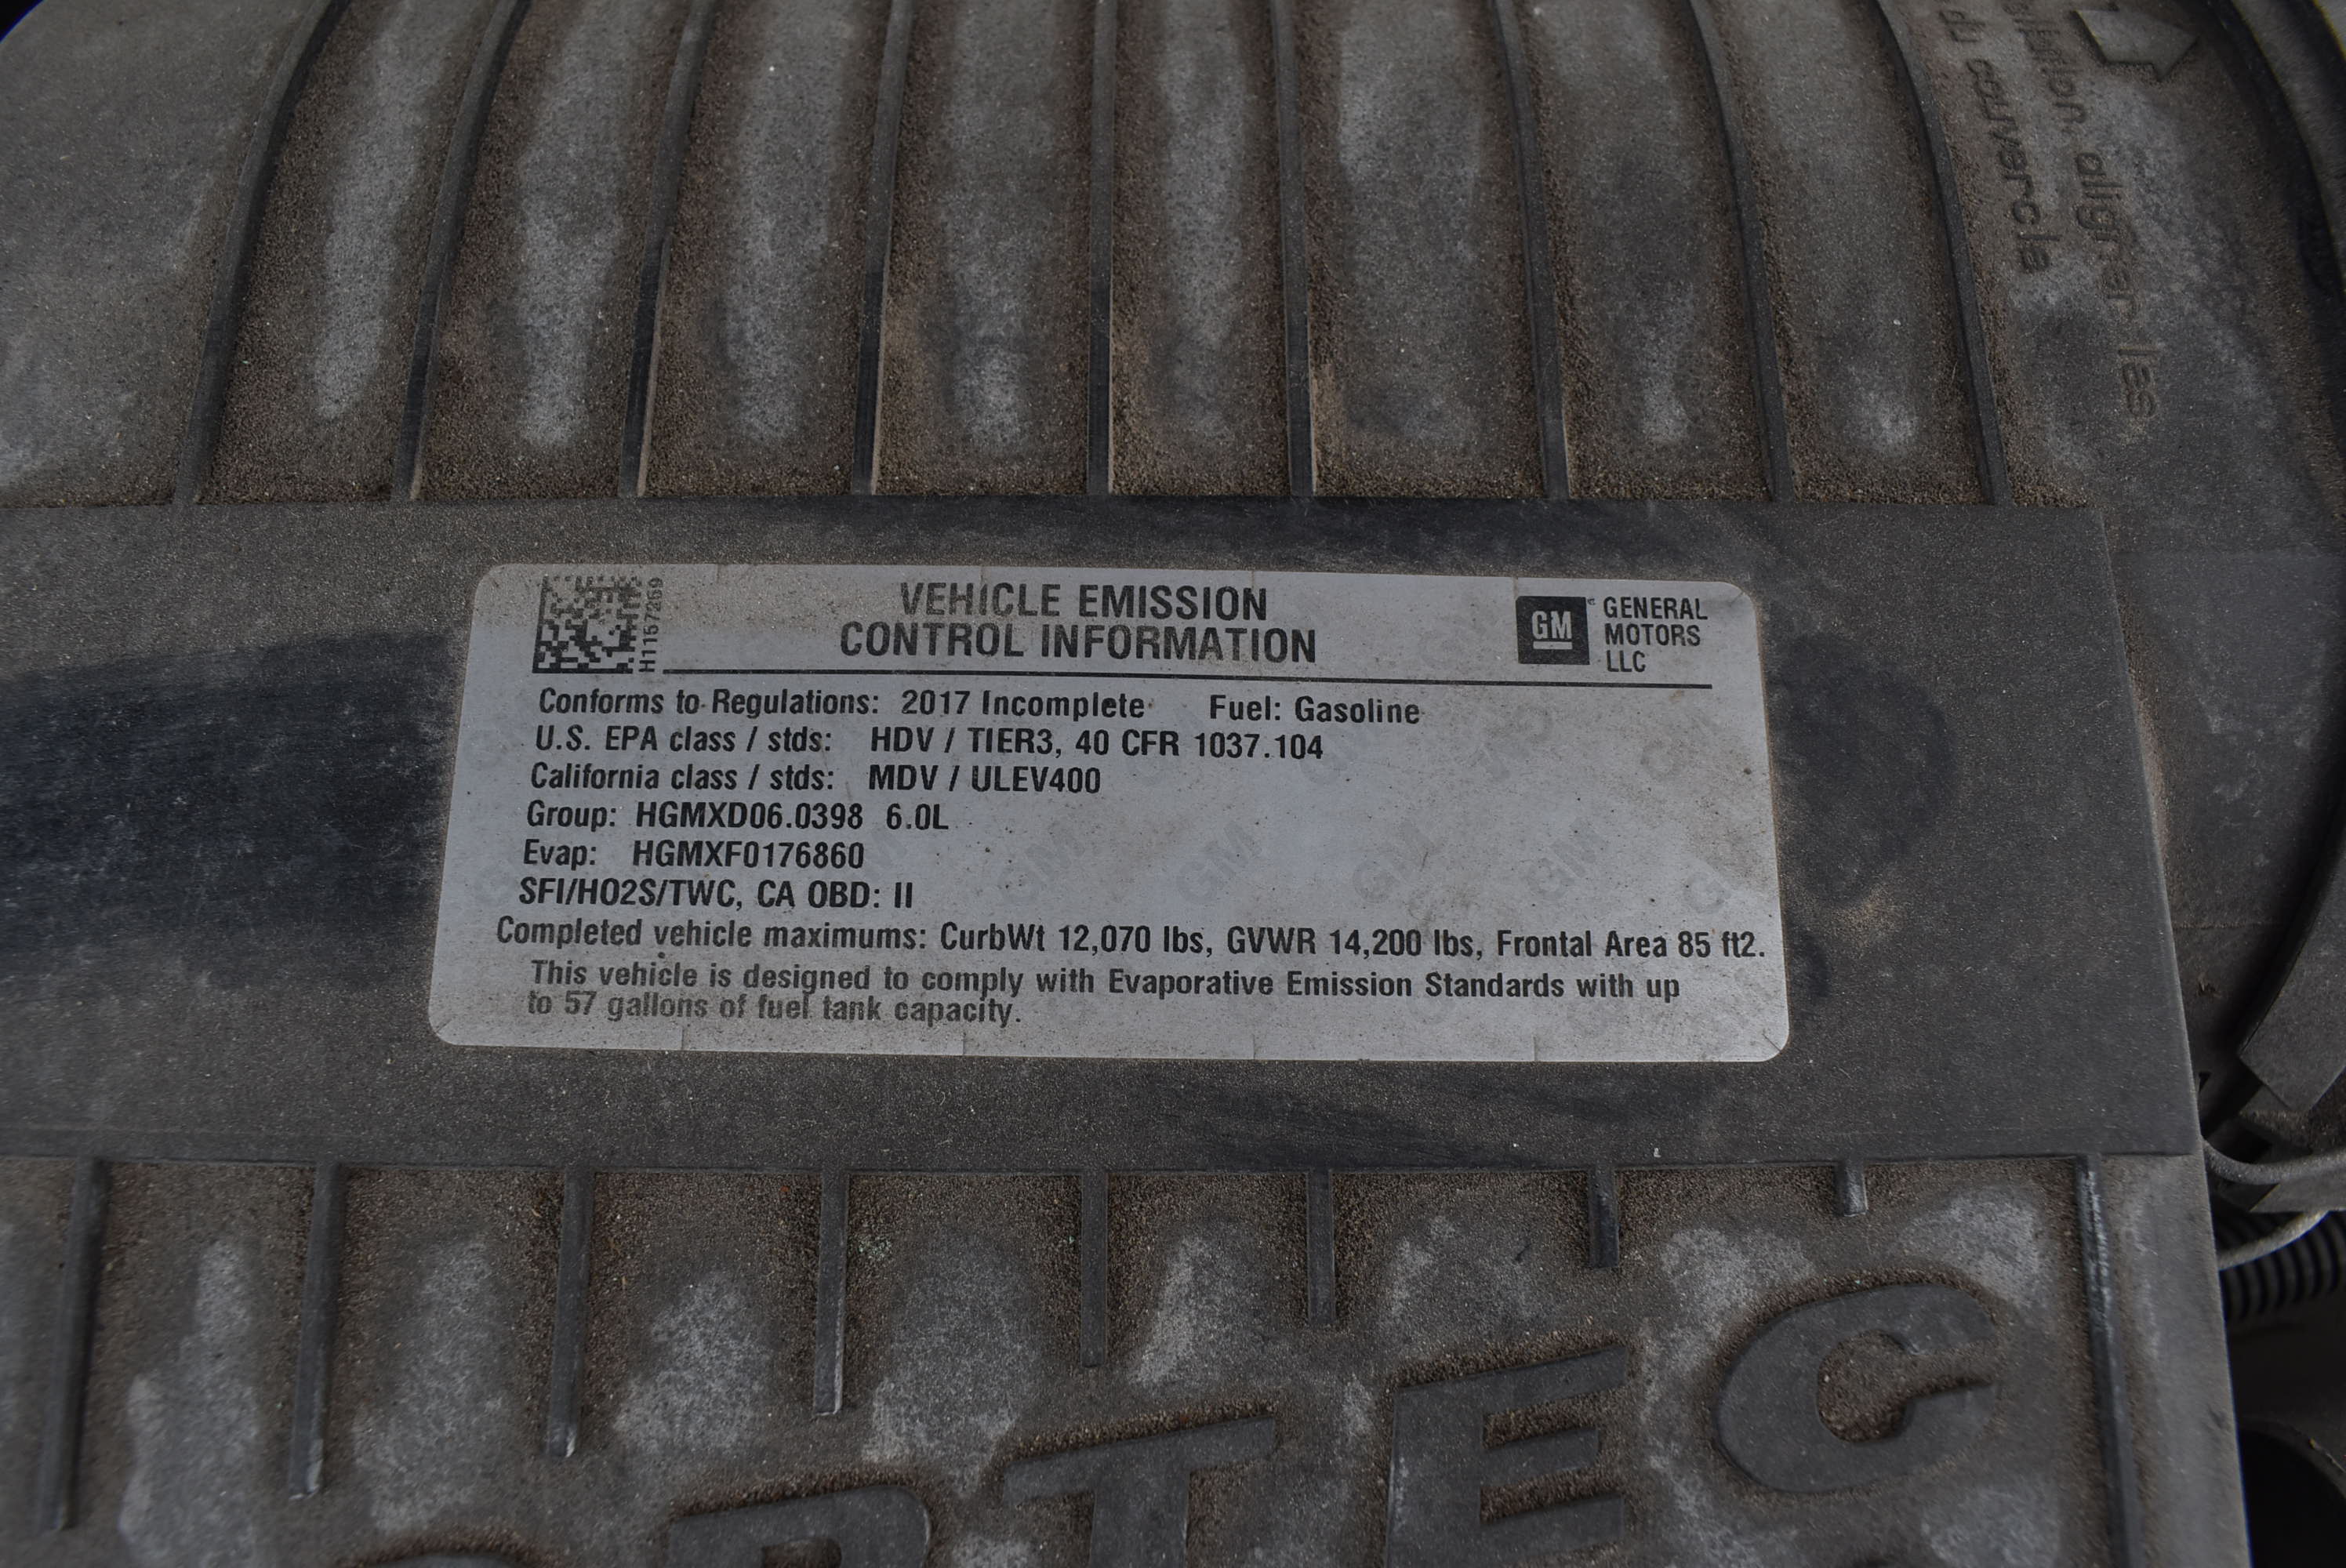 VEHICLE EMISSION
CONTROL INFORMATION
H1157269
GM
GENERAL
MOTORS
LLC
Conforms to Regulations: 2017 Incomplete Fuel: Gasoline
U.S. EPA class / stds: HDV / TIER3, 40 CFR 1037.104
California class / stds: MDV / ULEV400
Group: HGMXD06.0398 6.0L
Evap: HGMXF0176860
SFI/HO2S/TWC, CA OBD: II
Completed vehicle maximums: CurbWt 12,070 lbs, GVWR 14,200 lbs, Frontal Area 85 ft2.
This vehicle is designed to comply with Evaporative Emission Standards with up
to 57 gallons of fuel tank capacity.